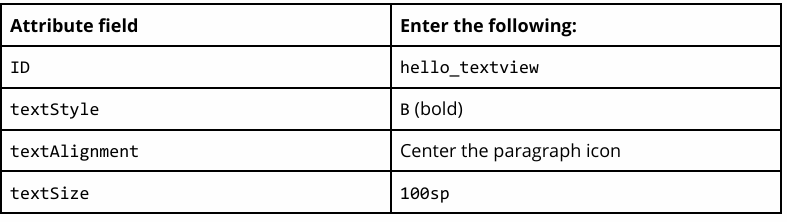 Attribute field Enter the following:
ID hello_textview
textStyle B (bold)
textAlignment Center the paragraph icon
textSize 100sp